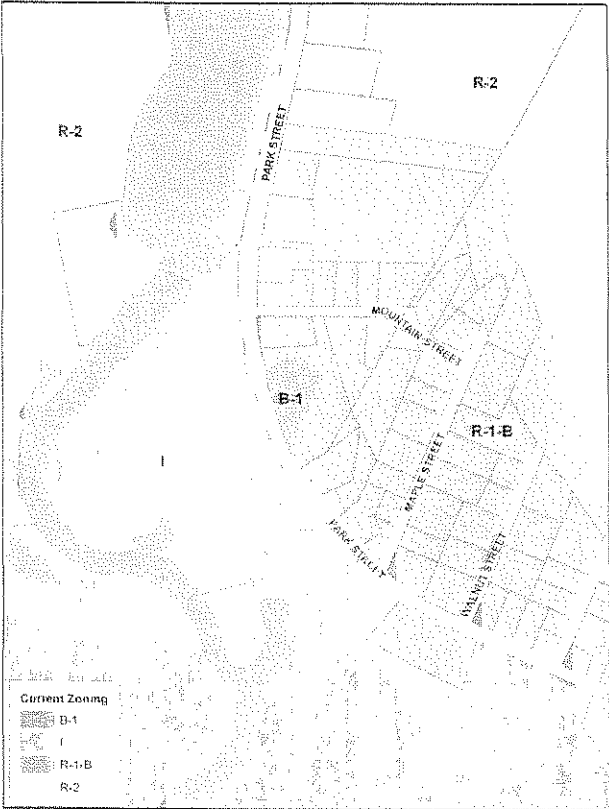 R-2
R-2
PARK STREET
MOUNTAIN STREET
B-1
R-1-B
I
MAPLE STREET
PARK STREET
WALNUT STREET
Current Zoning
B-1
I
R-1-B
R-2